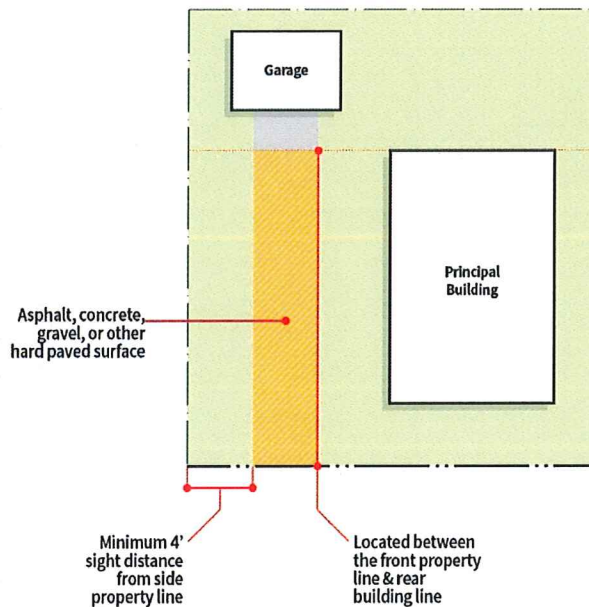 Garage
Principal
Building
Asphalt, concrete,
gravel, or other
hard paved surface
Minimum 4'
sight distance
from side
property line
Located between
the front property
line & rear
building line